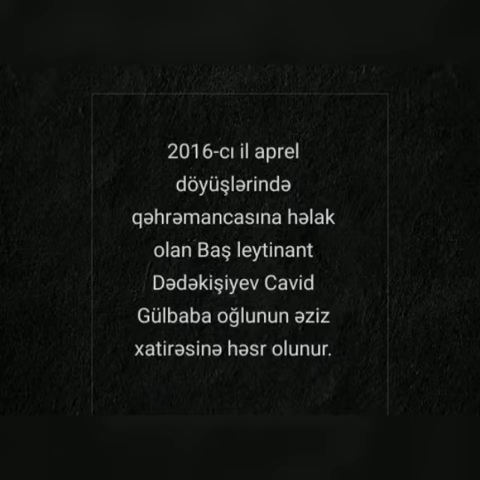 2016-cı il aprel
döyüşlərində
qəhrəmancasına həlak
olan Baş leytinant
Dədəkişiyev Cavid
Gülbaba oğlunun əziz
xatirəsinə həsr olunur.